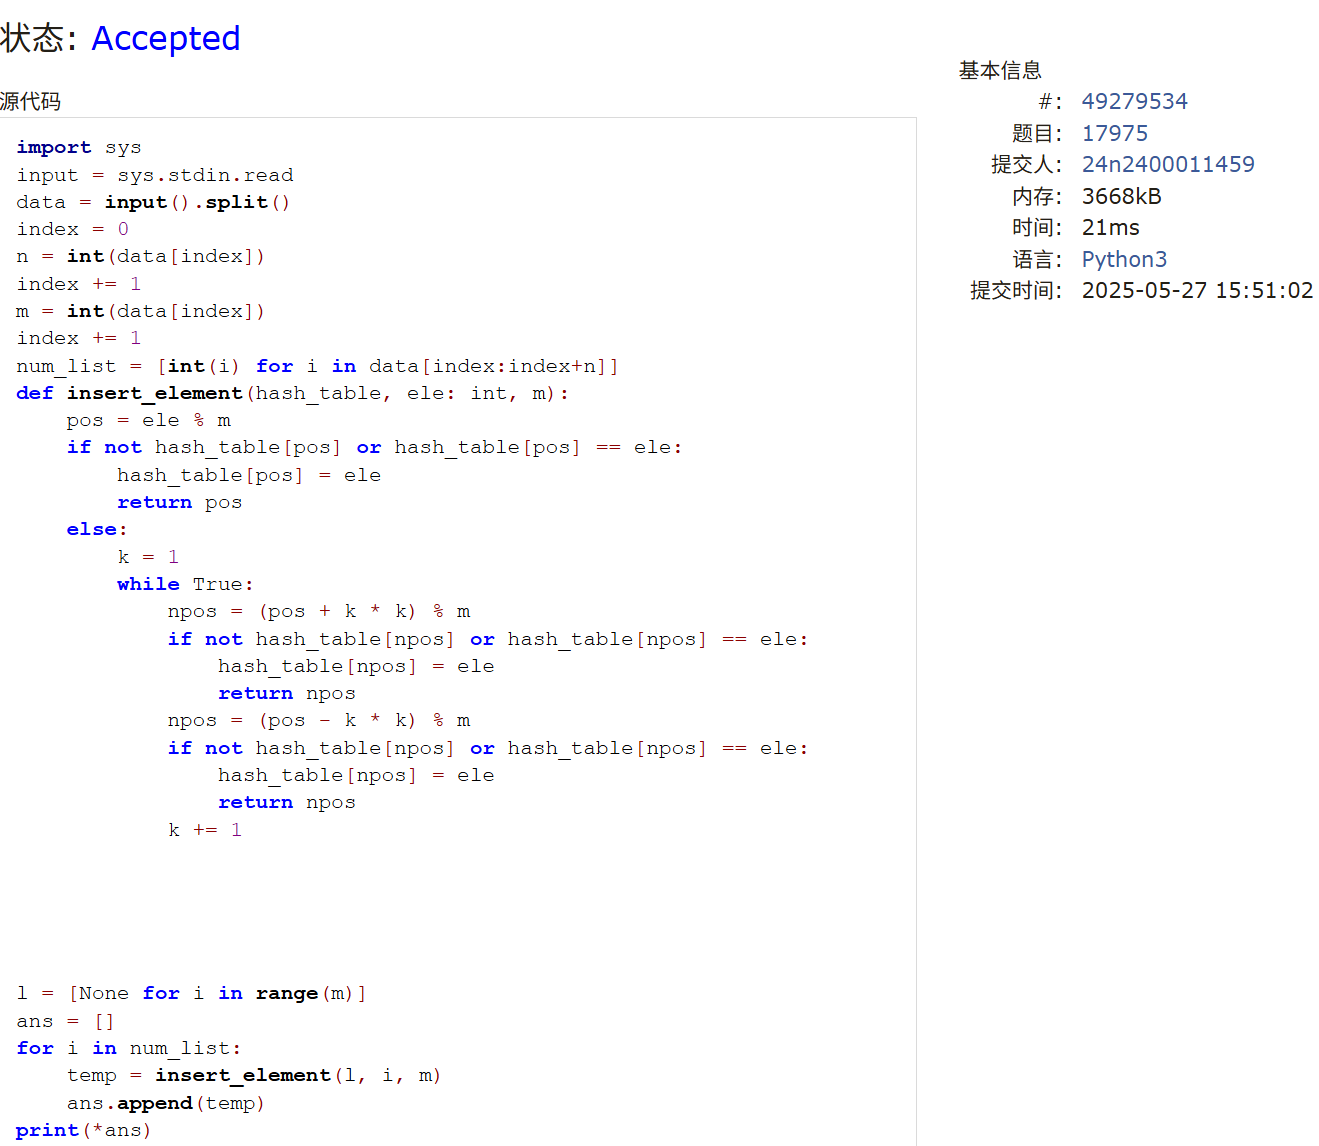 状态: Accepted
源代码
import sys
input = sys.stdin.read
data = input().split()
index = 0
n = int(data[index])
index += 1
m = int(data[index])
index += 1
num_list = [int(i) for i in data[index:index+n]]
def insert_element(hash_table, ele: int, m):
    pos = ele % m
    if not hash_table[pos] or hash_table[pos] == ele:
        hash_table[pos] = ele
        return pos
    else:
        k = 1
        while True:
            npos = (pos + k * k) % m
            if not hash_table[npos] or hash_table[npos] == ele:
                hash_table[npos] = ele
                return npos
            npos = (pos - k * k) % m
            if not hash_table[npos] or hash_table[npos] == ele:
                hash_table[npos] = ele
                return npos
            k += 1
l = [None for i in range(m)]
ans = []
for i in num_list:
    temp = insert_element(l, i, m)
    ans.append(temp)
print(*ans)
基本信息
#: 49279534
题目: 17975
提交人: 24n2400011459
内存: 3668kB
时间: 21ms
语言: Python3
提交时间: 2025-05-27 15:51:02